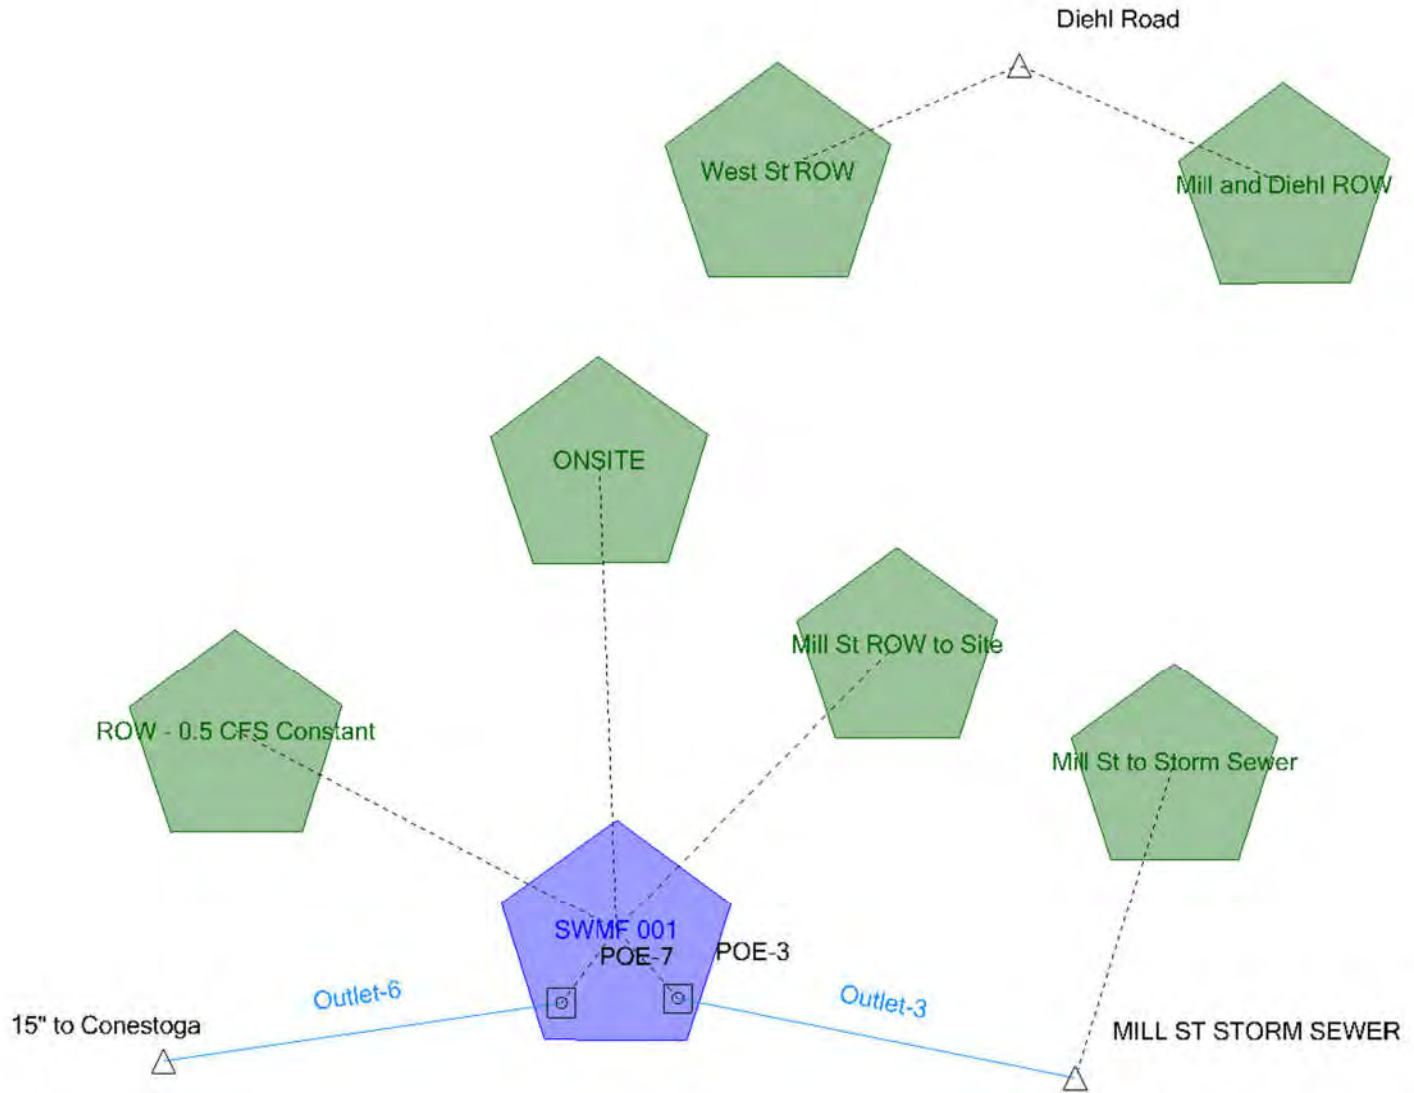 Diehl Road
West St ROW
Mill and Diehl ROW
ONSITE
Mill St ROW to Site
ROW - 0.5 CFS Constant
Mill St to Storm Sewer
SWMF 001
POE-7
POE-3
Outlet-6
Outlet-3
15" to Conestoga
MILL ST STORM SEWER